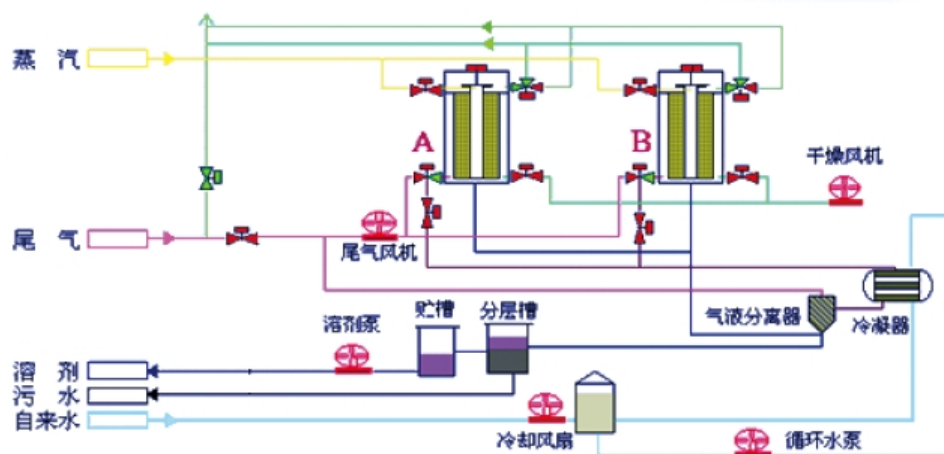 蒸 汽
A
B
干燥风机
尾 气
尾气风机
气液分离器
冷凝器
溶剂泵
贮槽
分层槽
溶 剂
污 水
自来水
冷却风扇
循环水泵